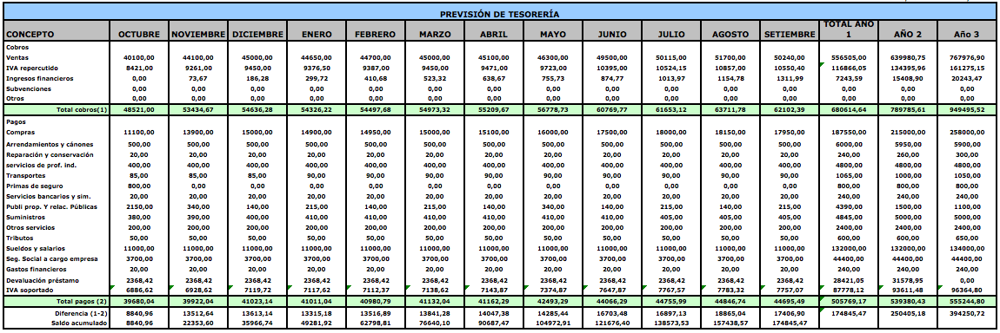 PREVISIÓN DE TESORERÍA
CONCEPTO OCTUBRE NOVIEMBRE DICIEMBRE ENERO FEBRERO MARZO ABRIL MAYO JUNIO JULIO AGOSTO SETIEMBRE TOTAL AÑO 1 AÑO 2 Año 3
Cobros
Ventas 40100,00 44100,00 45000,00 44650,00 44700,00 45000,00 45100,00 46300,00 49500,00 50115,00 51700,00 50240,00 556505,00 639980,75 767976,90
IVA repercutido 8421,00 9261,00 9450,00 9376,50 9387,00 9450,00 9471,00 9723,00 10395,00 10524,15 10857,00 10550,40 116866,05 134395,96 161275,15
Ingresos financieros 0,00 73,67 186,28 299,72 410,68 523,32 638,67 755,73 874,77 1013,97 1154,78 1311,99 7243,59 15408,90 20243,47
Subvenciones 0,00 0,00 0,00 0,00 0,00 0,00 0,00 0,00 0,00 0,00 0,00 0,00 0,00 0,00 0,00
Otros 0,00 0,00 0,00 0,00 0,00 0,00 0,00 0,00 0,00 0,00 0,00 0,00 0,00 0,00 0,00
Total cobros(1) 48521,00 53434,67 54636,28 54326,22 54497,68 54973,32 55209,67 56778,73 60769,77 61653,12 63711,78 62102,39 680614,64 789785,61 949495,52
Pagos
Compras 11100,00 13900,00 15000,00 14900,00 14950,00 15000,00 15100,00 16000,00 17500,00 18000,00 18150,00 17950,00 187550,00 215000,00 258000,00
Arrendamientos y cánones 500,00 500,00 500,00 500,00 500,00 500,00 500,00 500,00 500,00 500,00 500,00 500,00 6000,00 5950,00 5900,00
Reparación y conservación 20,00 20,00 20,00 20,00 20,00 20,00 20,00 20,00 20,00 20,00 20,00 20,00 240,00 260,00 300,00
servicios de prof. ind. 400,00 400,00 400,00 400,00 400,00 400,00 400,00 400,00 400,00 400,00 400,00 400,00 4800,00 4800,00 4800,00
Transportes 85,00 85,00 85,00 90,00 90,00 90,00 90,00 90,00 90,00 90,00 90,00 90,00 1065,00 1000,00 1050,00
Primas de seguro 800,00 0,00 0,00 0,00 0,00 0,00 0,00 0,00 0,00 0,00 0,00 0,00 800,00 800,00 800,00
Servicios bancarios y sim. 20,00 20,00 20,00 20,00 20,00 20,00 20,00 20,00 20,00 20,00 20,00 20,00 240,00 240,00 240,00
Publi prop. Y relac. Públicas 2150,00 340,00 140,00 215,00 140,00 215,00 140,00 340,00 140,00 215,00 140,00 215,00 4390,00 1500,00 1100,00
Suministros 380,00 390,00 400,00 410,00 410,00 410,00 410,00 410,00 410,00 405,00 405,00 405,00 4845,00 5000,00 5000,00
Otros servicios 200,00 200,00 200,00 200,00 200,00 200,00 200,00 200,00 200,00 200,00 200,00 200,00 2400,00 2400,00 2400,00
Tributos 50,00 50,00 50,00 50,00 50,00 50,00 50,00 50,00 50,00 50,00 50,00 50,00 600,00 600,00 650,00
Sueldos y salarios 11000,00 11000,00 11000,00 11000,00 11000,00 11000,00 11000,00 11000,00 11000,00 11000,00 11000,00 11000,00 132000,00 132000,00 134000,00
Seg. Social a cargo empresa 3700,00 3700,00 3700,00 3700,00 3700,00 3700,00 3700,00 3700,00 3700,00 3700,00 3700,00 3700,00 44400,00 44400,00 44400,00
Gastos financieros 20,00 20,00 20,00 20,00 20,00 20,00 20,00 20,00 20,00 20,00 20,00 20,00 240,00 240,00 240,00
Devaluación préstamo 2368,42 2368,42 2368,42 2368,42 2368,42 2368,42 2368,42 2368,42 2368,42 2368,42 2368,42 2368,42 28421,05 31578,95 0,00
IVA soportado 6886,62 6928,62 7119,72 7117,62 7112,37 7138,62 7143,87 7374,87 7647,87 7767,57 7783,32 7757,07 87778,12 93611,48 96364,80
Total pagos (2) 39680,04 39922,04 41023,14 41011,04 40980,79 41132,04 41162,29 42493,29 44066,29 44755,99 44846,74 44695,49 505769,17 539380,43 555244,80
Diferencia (1-2) 8840,96 13512,64 13613,14 13315,18 13516,89 13841,28 14047,38 14285,44 16703,48 16897,13 18865,04 17406,90 174845,47 250405,18 394250,72
Saldo acumulado 8840,96 22353,60 35966,74 49281,92 62798,81 76640,10 90687,47 104972,91 121676,40 138573,53 157438,57 174845,47